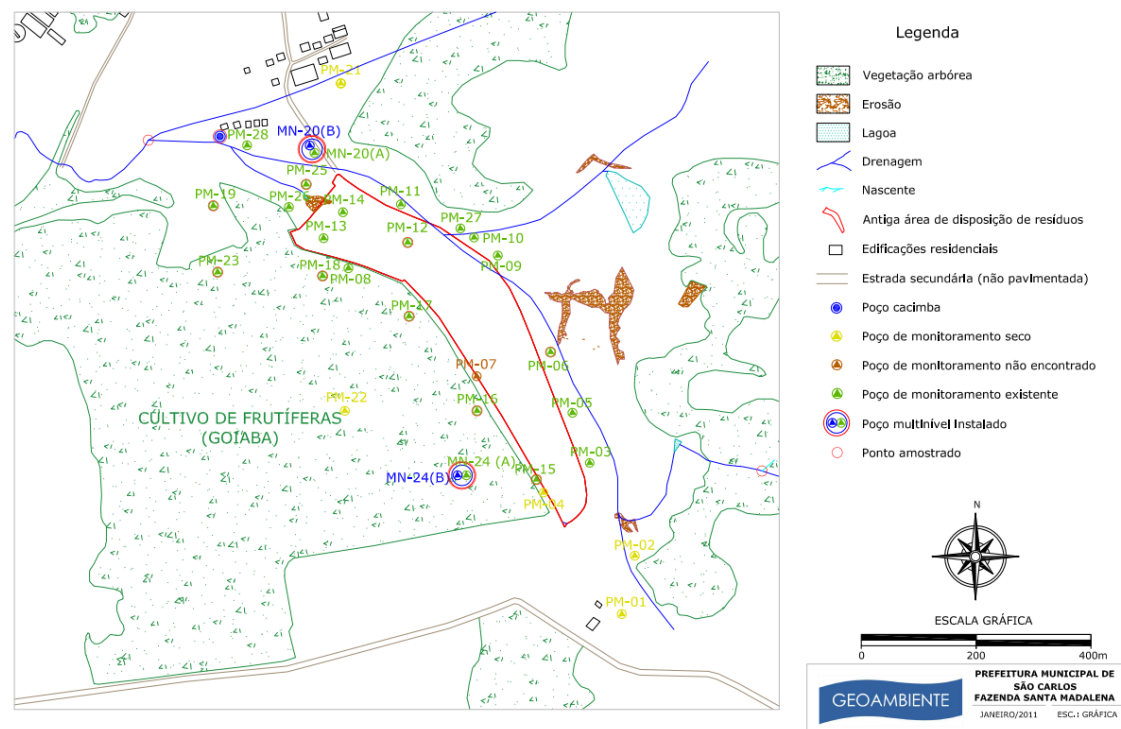 PM-21
PM-28
MN-20(B)
MN-20(A)
PM-25
PM-19
PM-26
PM-14
PM-11
PM-27
PM-13
PM-12
PM-10
PM-09
PM-23
PM-18
PM-08
PM-17
PM-06
PM-07
PM-22
PM-16
PM-05
CULTIVO DE FRUTÍFERAS
(GOIABA)
PM-03
MN-24 (A)
MN-24(B)
PM-15
PM-04
PM-02
PM-01
Legenda
Vegetação arbórea
Erosão
Lagoa
Drenagem
Nascente
Antiga área de disposição de resíduos
Edificações residenciais
Estrada secundária (não pavimentada)
Poço cacimba
Poço de monitoramento seco
Poço de monitoramento não encontrado
Poço de monitoramento existente
Poço multinível instalado
Ponto amostrado
N
ESCALA GRÁFICA
0 200 400m
GEOAMBIENTE
PREFEITURA MUNICIPAL DE
SÃO CARLOS
FAZENDA SANTA MADALENA
JANEIRO/2011 ESC.: GRÁFICA